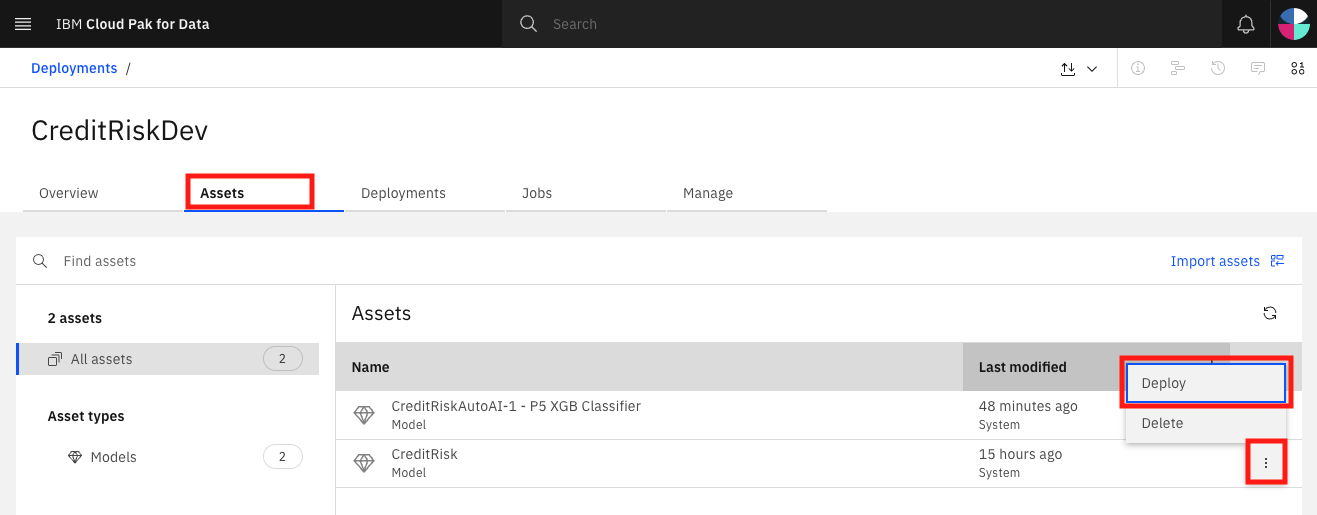 IBM Cloud Pak for Data
Search
Deployments /
CreditRiskDev
Overview
Assets
Deployments
Jobs
Manage
Find assets
Import assets
2 assets
All assets
2
Asset types
Models
2
Assets
Name
Last modified
CreditRiskAutoAI-1 - P5 XGB Classifier
Model
48 minutes ago
System
CreditRisk
Model
15 hours ago
System
Deploy
Delete